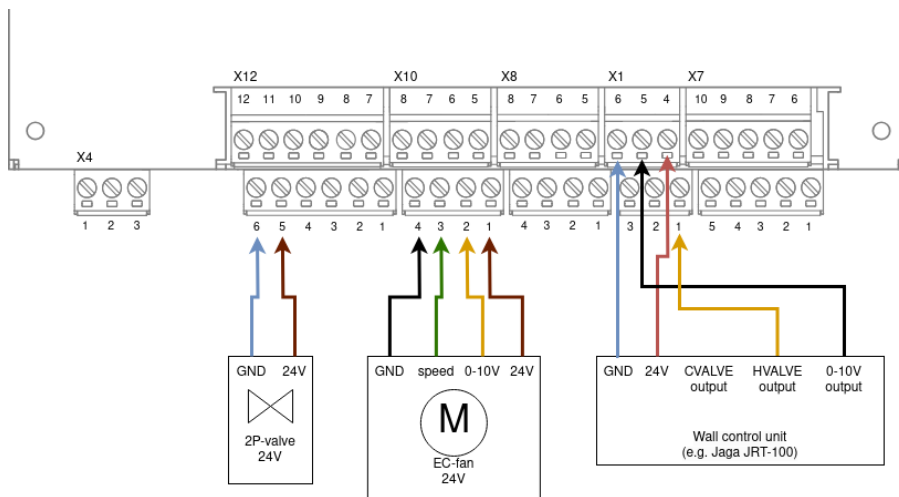 X12 X10 X8 X1 X7
12 11 10 9 8 7 8 7 6 5 8 7 6 5 6 5 4 10 9 8 7 6
X4
1 2 3
6 5 4 3 2 1 4 3 2 1 4 3 2 1 3 2 1 5 4 3 2 1
GND 24V
2P-valve
24V
GND speed 0-10V 24V
M
EC-fan
24V
GND 24V CVALVE HVALVE 0-10V
output output output
Wall control unit
(e.g. Jaga JRT-100)